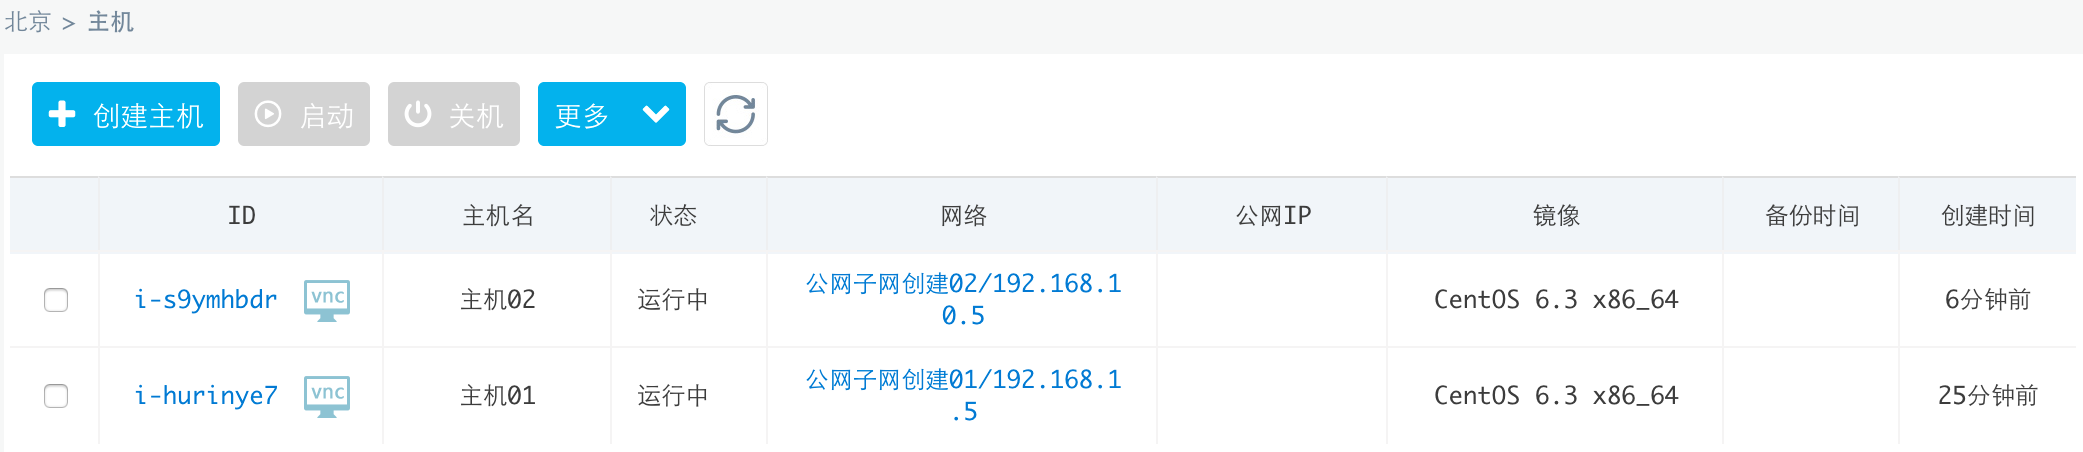 北京 > 主机
创建主机 启动 关机 更多
ID 主机名 状态 网络 公网IP 镜像 备份时间 创建时间
i-s9ymhbdr vnc 主机02 运行中 公网子网创建02/192.168.1 CentOS 6.3 x86_64 6分钟前
0.5
i-hurinye7 vnc 主机01 运行中 公网子网创建01/192.168.1 CentOS 6.3 x86_64 25分钟前
.5